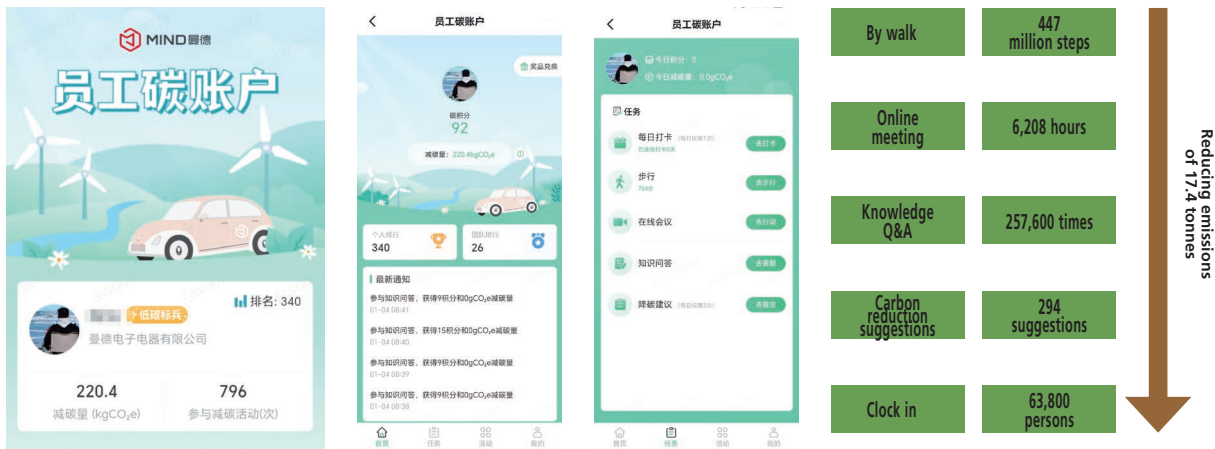 MIND曼德
员工碳账户
排名: 340
低碳标兵
曼德电子电器有限公司
220.4
796
减碳量 (kgCO₂e)
参与减碳活动(次)
员工碳账户
奖品兑换
碳积分
92
减碳量: 220.4kgCO₂e
个人排行
340
团队排行
26
最新通知
参与知识问答，获得9积分和0gCO₂e减碳量
01-04 08:41
参与知识问答，获得15积分和0gCO₂e减碳量
01-04 08:40
参与知识问答，获得9积分和0gCO₂e减碳量
01-04 08:39
参与知识问答，获得9积分和0gCO₂e减碳量
01-04 08:38
首页
任务
活动
我的
员工碳账户
今日积分: 0
今日减碳量: 0.0gCO₂e
任务
每日打卡
去打卡
步行
764步
去步行
在线会议
去行动
知识问答
去答题
降碳建议
去提交
首页
任务
活动
我的
By walk
447
million steps
Online
meeting
6,208 hours
Knowledge
Q&A
257,600 times
Carbon
reduction
suggestions
294
suggestions
Clock in
63,800
persons
Reducing emissions
of 17.4 tonnes